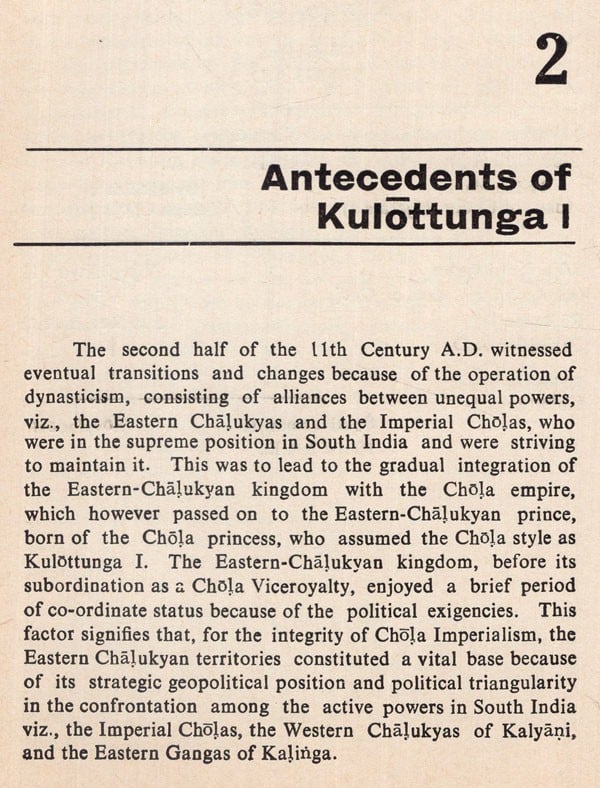 2
Antecedents of
Kulōttunga I
The second half of the 11th Century A.D. witnessed
eventual transitions and changes because of the operation of
dynasticism, consisting of alliances between unequal powers,
viz., the Eastern Chāḷukyas and the Imperial Chōḷas, who
were in the supreme position in South India and were striving
to maintain it. This was to lead to the gradual integration of
the Eastern-Chāḷukyan kingdom with the Chōḷa empire,
which however passed on to the Eastern-Chāḷukyan prince,
born of the Chōḷa princess, who assumed the Chōḷa style as
Kulōttunga I. The Eastern-Chāḷukyan kingdom, before its
subordination as a Chōḷa Viceroyalty, enjoyed a brief period
of co-ordinate status because of the political exigencies. This
factor signifies that, for the integrity of Chōḷa Imperialism, the
Eastern Chāḷukyan territories constituted a vital base because
of its strategic geopolitical position and political triangularity
in the confrontation among the active powers in South India
viz., the Imperial Chōḷas, the Western Chāḷukyas of Kalyāṇi,
and the Eastern Gangas of Kaḷiṅga.